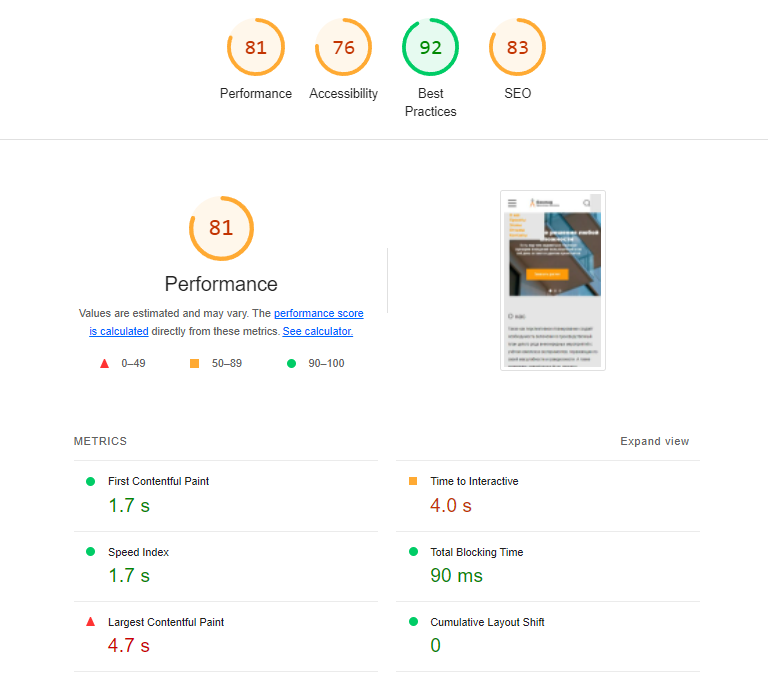 81
76
92
83
Performance
Accessibility
Best
Practices
SEO
81
Performance
Values are estimated and may vary. The performance score
is calculated directly from these metrics. See calculator.
0–49
50–89
90–100
О нас
METRICS
Expand view
First Contentful Paint
1.7 s
Time to Interactive
4.0 s
Speed Index
1.7 s
Total Blocking Time
90 ms
Largest Contentful Paint
4.7 s
Cumulative Layout Shift
0